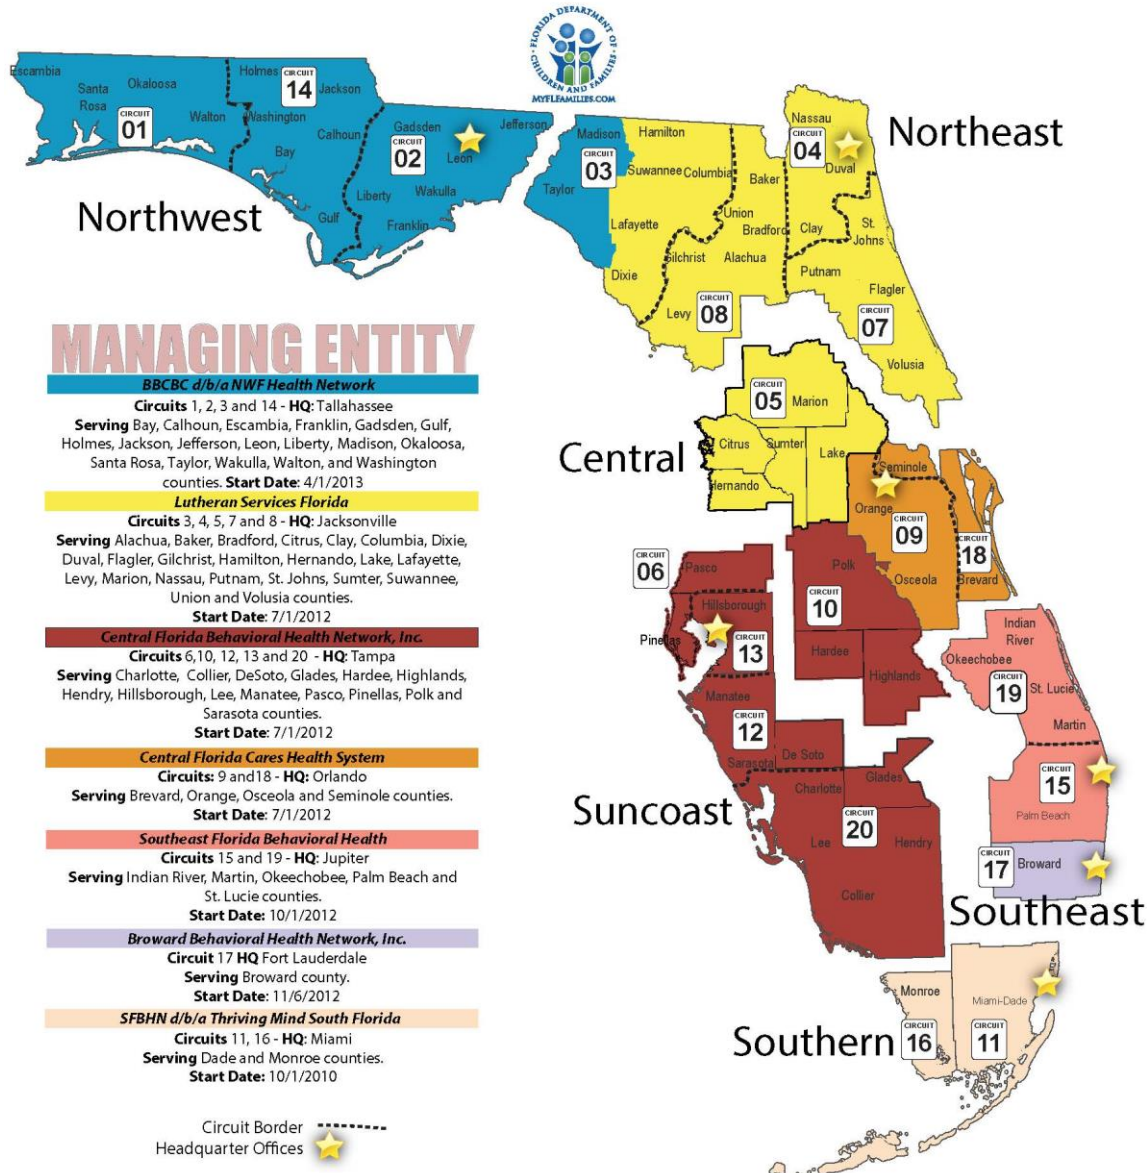 FLORIDA DEPARTMENT OF CHILDREN AND FAMILIES
MYFLFAMILIES.COM
Escambia
Santa
Rosa
Okaloosa
Walton
CIRCUIT
01
Holmes
CIRCUIT
14
Jackson
Washington
Calhoun
Bay
Gulf
Gadsden
CIRCUIT
02
Leon
Jefferson
Liberty
Wakulla
Franklin
Northwest
Madison
CIRCUIT
03
Taylor
Hamilton
Suwannee
Columbia
Lafayette
Dixie
Baker
Union
Bradford
Gilchrist
Alachua
Levy
CIRCUIT
08
Nassau
CIRCUIT
04
Duval
Clay
St.
Johns
Putnam
Flagler
CIRCUIT
07
Volusia
Northeast
MANAGING ENTITY
BBCBC d/b/a NWF Health Network
Circuits 1, 2, 3 and 14 - HQ: Tallahassee
Serving Bay, Calhoun, Escambia, Franklin, Gadsden, Gulf,
Holmes, Jackson, Jefferson, Leon, Liberty, Madison, Okaloosa,
Santa Rosa, Taylor, Wakulla, Walton, and Washington
counties. Start Date: 4/1/2013
Lutheran Services Florida
Circuits 3, 4, 5, 7 and 8 - HQ: Jacksonville
Serving Alachua, Baker, Bradford, Citrus, Clay, Columbia, Dixie,
Duval, Flagler, Gilchrist, Hamilton, Hernando, Lake, Lafayette,
Levy, Marion, Nassau, Putnam, St. Johns, Sumter, Suwannee,
Union and Volusia counties.
Start Date: 7/1/2012
Central Florida Behavioral Health Network, Inc.
Circuits 6,10, 12, 13 and 20 - HQ: Tampa
Serving Charlotte, Collier, DeSoto, Glades, Hardee, Highlands,
Hendry, Hillsborough, Lee, Manatee, Pasco, Pinellas, Polk and
Sarasota counties.
Start Date: 7/1/2012
Central Florida Cares Health System
Circuits: 9 and18 - HQ: Orlando
Serving Brevard, Orange, Osceola and Seminole counties.
Start Date: 7/1/2012
Southeast Florida Behavioral Health
Circuits 15 and 19 - HQ: Jupiter
Serving Indian River, Martin, Okeechobee, Palm Beach and
St. Lucie counties.
Start Date: 10/1/2012
Broward Behavioral Health Network, Inc.
Circuit 17 HQ Fort Lauderdale
Serving Broward county.
Start Date: 11/6/2012
SFBHN d/b/a Thriving Mind South Florida
Circuits 11, 16 - HQ: Miami
Serving Dade and Monroe counties.
Start Date: 10/1/2010
Circuit Border
Headquarter Offices
Central
CIRCUIT
05
Marion
Citrus
Sumter
Lake
Hernando
Seminole
Orange
CIRCUIT
09
Osceola
CIRCUIT
18
Brevard
CIRCUIT
06
Pasco
Pinellas
Hillsborough
CIRCUIT
13
Polk
CIRCUIT
10
Hardee
Highlands
Manatee
CIRCUIT
12
Sarasota
De Soto
Charlotte
Glades
CIRCUIT
20
Lee
Hendry
Collier
Suncoast
Indian
River
Okeechobee
CIRCUIT
19
St. Lucie
Martin
CIRCUIT
15
Palm Beach
CIRCUIT
17
Broward
Southeast
Monroe
CIRCUIT
16
Miami-Dade
CIRCUIT
11
Southern